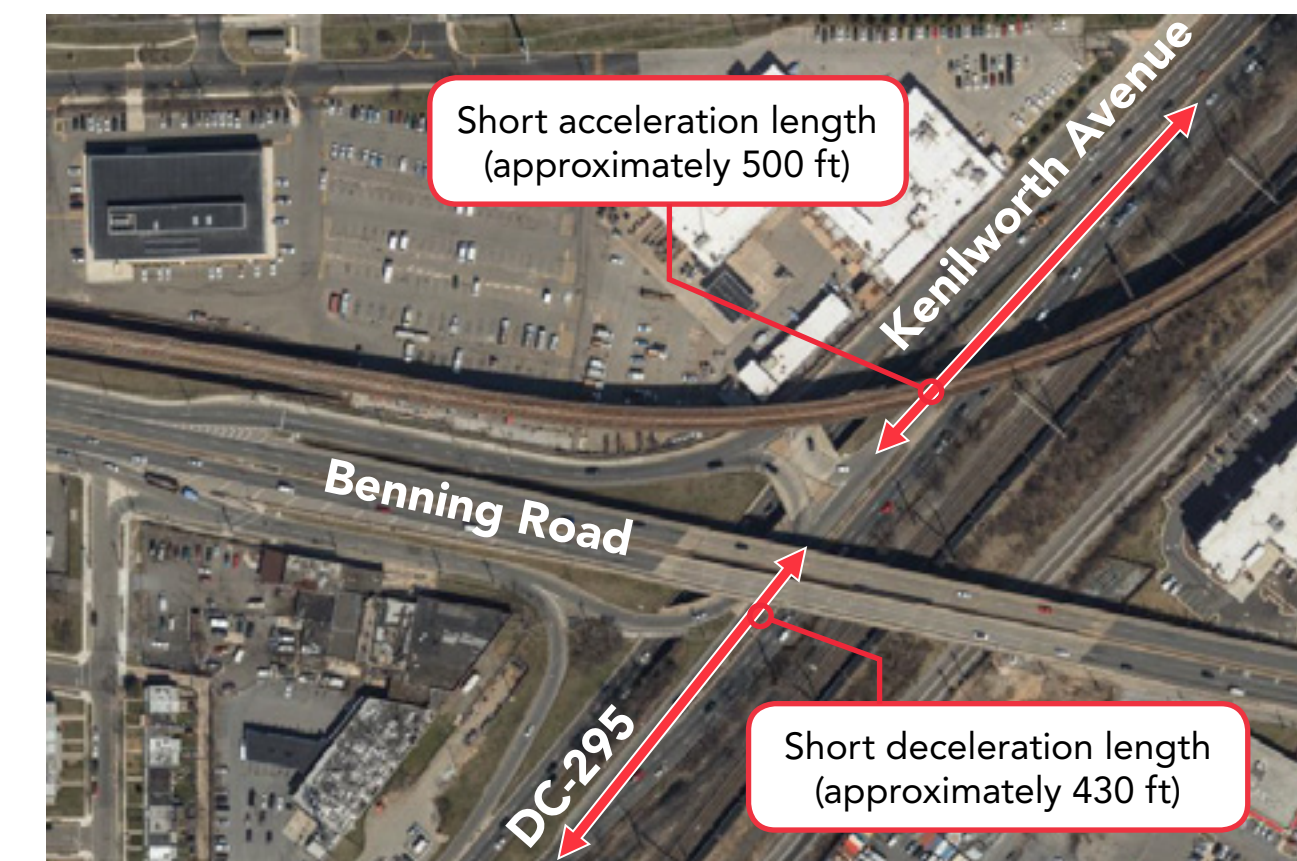 Short acceleration length
(approximately 500 ft)
Kenilworth Avenue
Benning Road
DC-295
Short deceleration length
(approximately 430 ft)